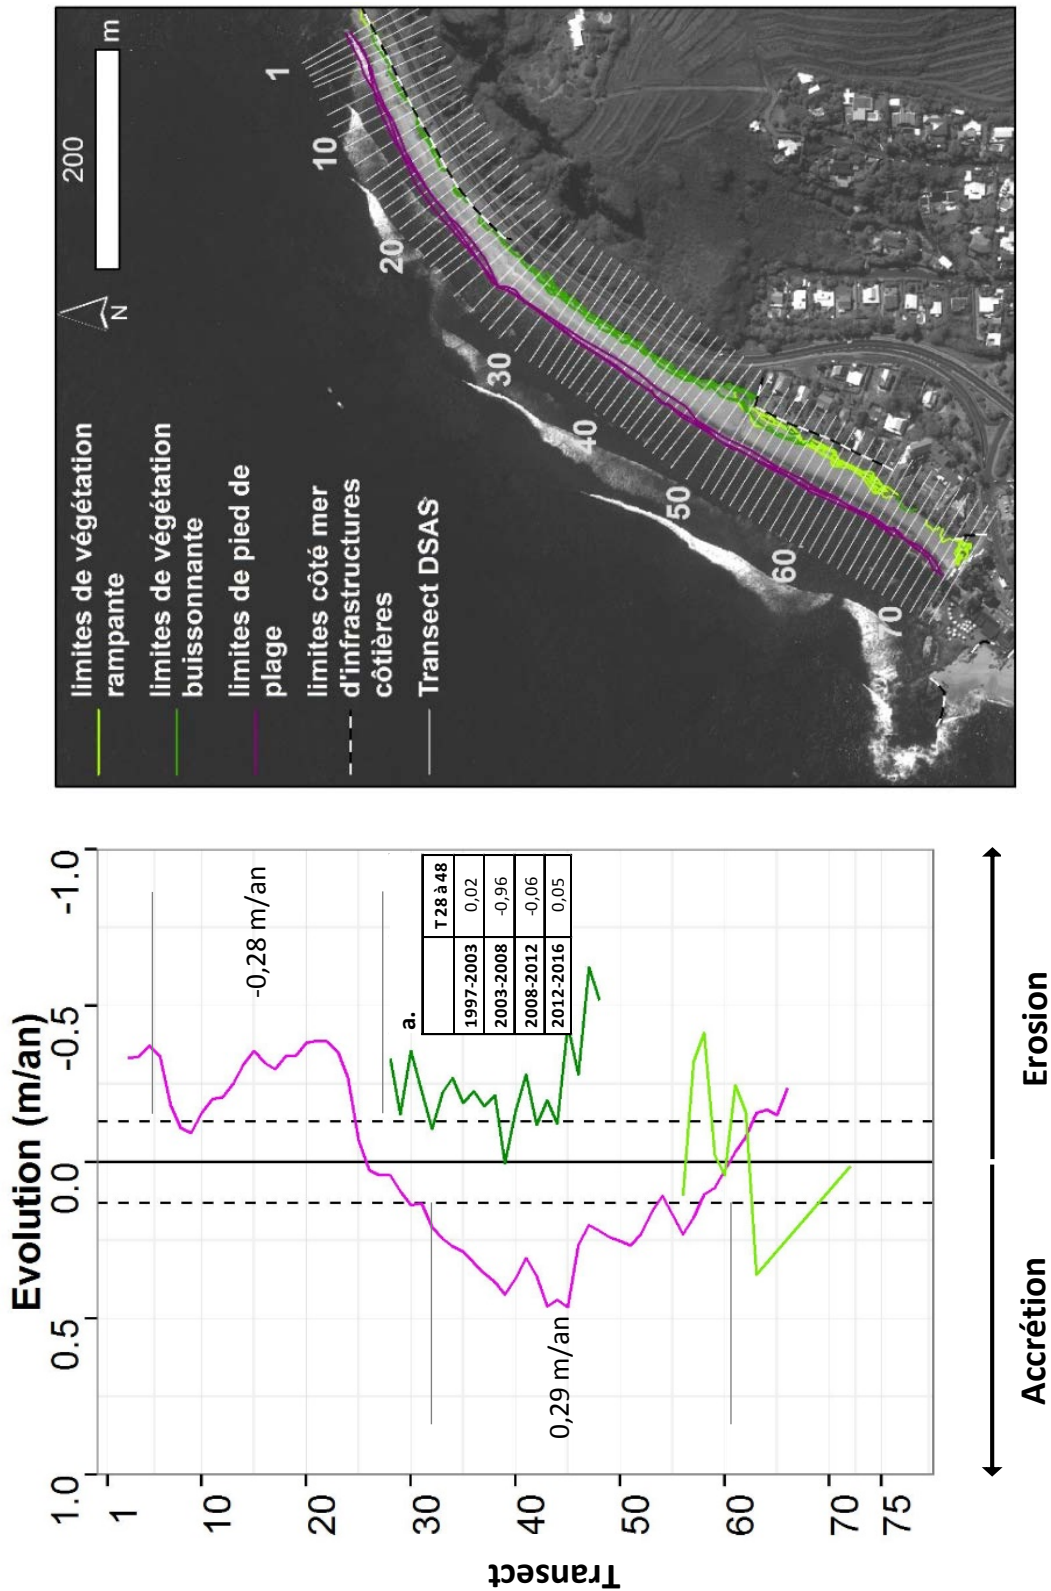 Evolution (m/an)
1.0
0.5
0.0
-0.5
-1.0
Transect
1
10
20
30
40
50
60
70
75
-0,28 m/an
0,29 m/an
a.
T28 à 48
1997-2003 0,02
2003-2008 -0,96
2008-2012 -0,06
2012-2016 0,05
Accrétion
Erosion
limites de végétation
rampante
limites de végétation
buissonnante
limites de pied de
plage
limites côté mer
d'infrastructures
côtières
Transect DSAS
N
200
m
1
10
20
30
40
50
60
70